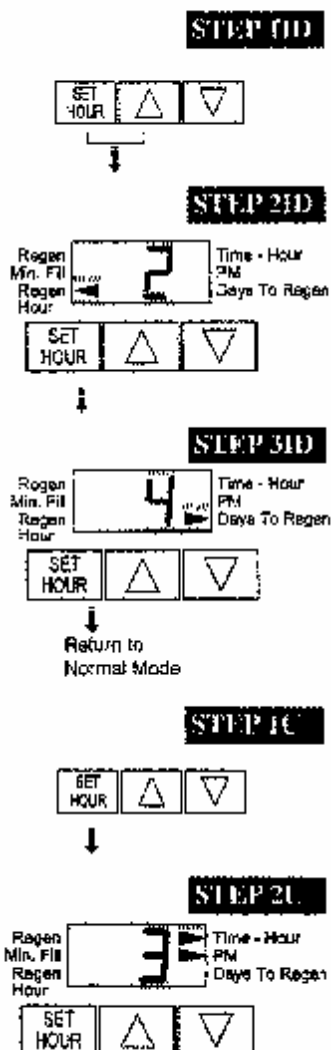 STEP 1HD
SET HOUR
STEP 2HD
Regen
Min. Fill
Regen Hour
2
Time - Hour
PM
Days To Regen
SET HOUR
STEP 3HD
Regen
Min. Fill
Regen Hour
4
Time - Hour
PM
Days To Regen
SET HOUR
Return to
Normal Mode
STEP 1C
SET HOUR
STEP 2C
Regen
Min. Fill
Regen Hour
3
Time - Hour
PM
Days To Regen
SET HOUR